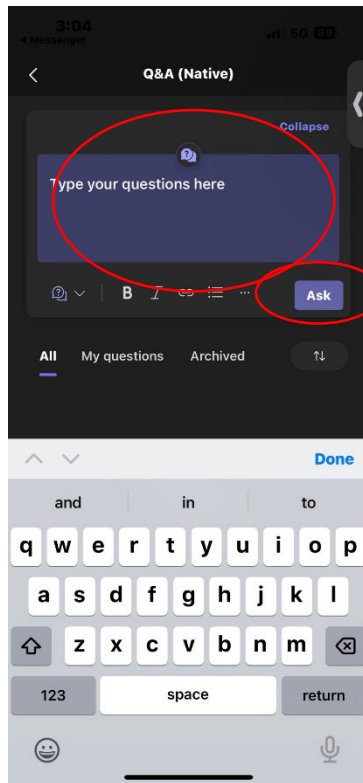 3:04
◀ Messenger
5G 89
Q&A (Native)
Collapse
Type your questions here
B I
Ask
All My questions Archived
Done
and in to
q w e r t y u i o p
a s d f g h j k l
z x c v b n m
123 space return